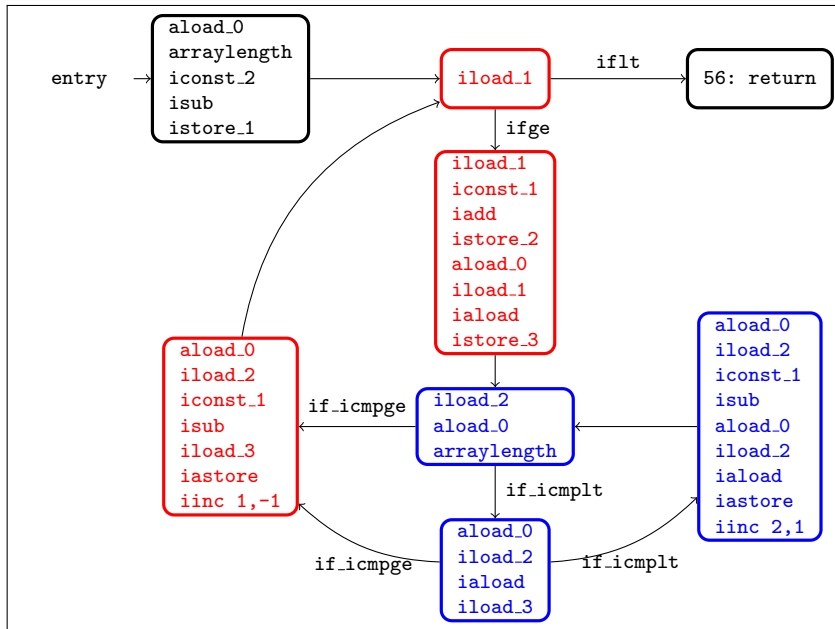 entry
aload_0
arraylength
iconst_2
isub
istore_1
iload_1
iflt
56: return
ifge
iload_1
iconst_1
iadd
istore_2
aload_0
iload_1
iaload
istore_3
aload_0
iload_2
iconst_1
isub
iload_3
iastore
iinc 1,-1
if_icmpge
iload_2
aload_0
arraylength
aload_0
iload_2
iconst_1
isub
aload_0
iload_2
iaload
iastore
iinc 2,1
if_icmplt
if_icmpge
aload_0
iload_2
iaload
iload_3
if_icmplt